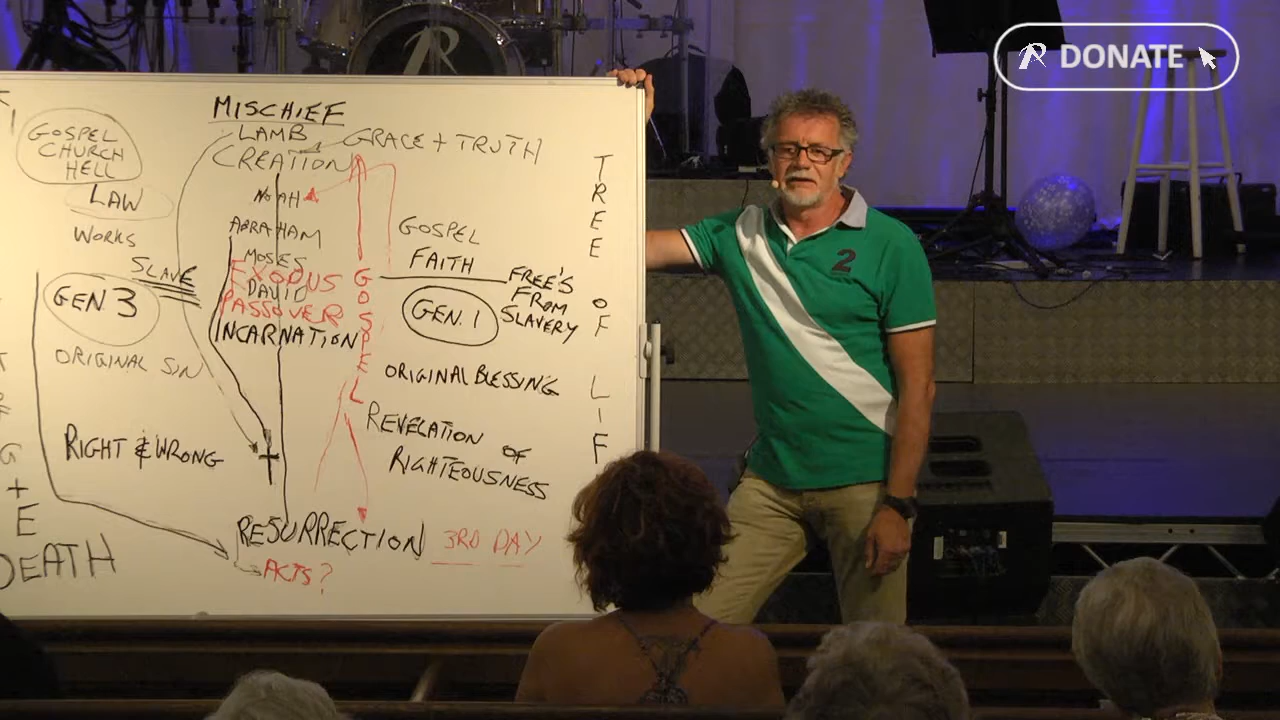 DONATE
MISCHIEF
LAMB
CREATION
GRACE + TRUTH
GOSPEL
CHURCH
HELL
LAW
WORKS
SLAVE
GEN 3
ORIGINAL SIN
RIGHT & WRONG
NOAH
ABRAHAM
MOSES
EXODUS
DAVID
PASSOVER
INCARNATION
GOSPEL
GOSPEL
FAITH
GEN. 1
FREE'S
FROM
SLAVERY
ORIGINAL BLESSING
REVELATION OF
RIGHTEOUSNESS
TREE OF LIF
RESURRECTION 3RD DAY
ACTS?
G + E
DEATH
2
R